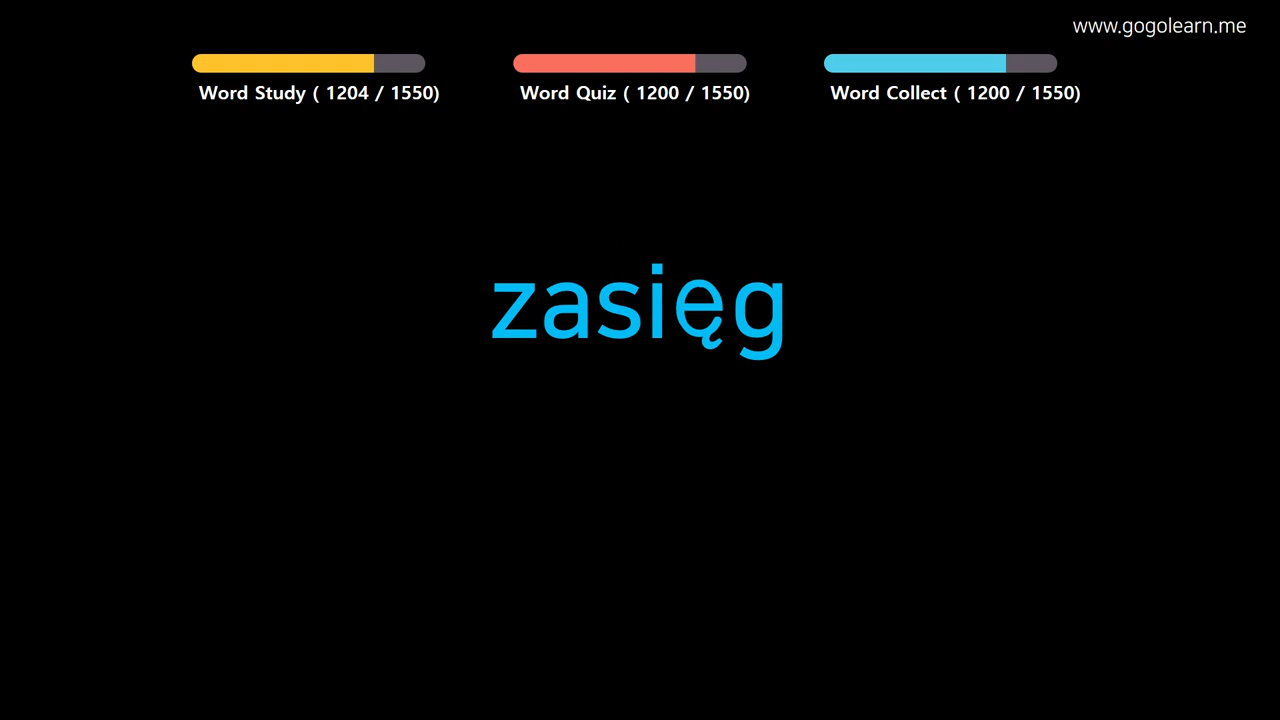 www.gogolearn.me
Word Study ( 1204 / 1550)
Word Quiz ( 1200 / 1550)
Word Collect ( 1200 / 1550)
zasięg